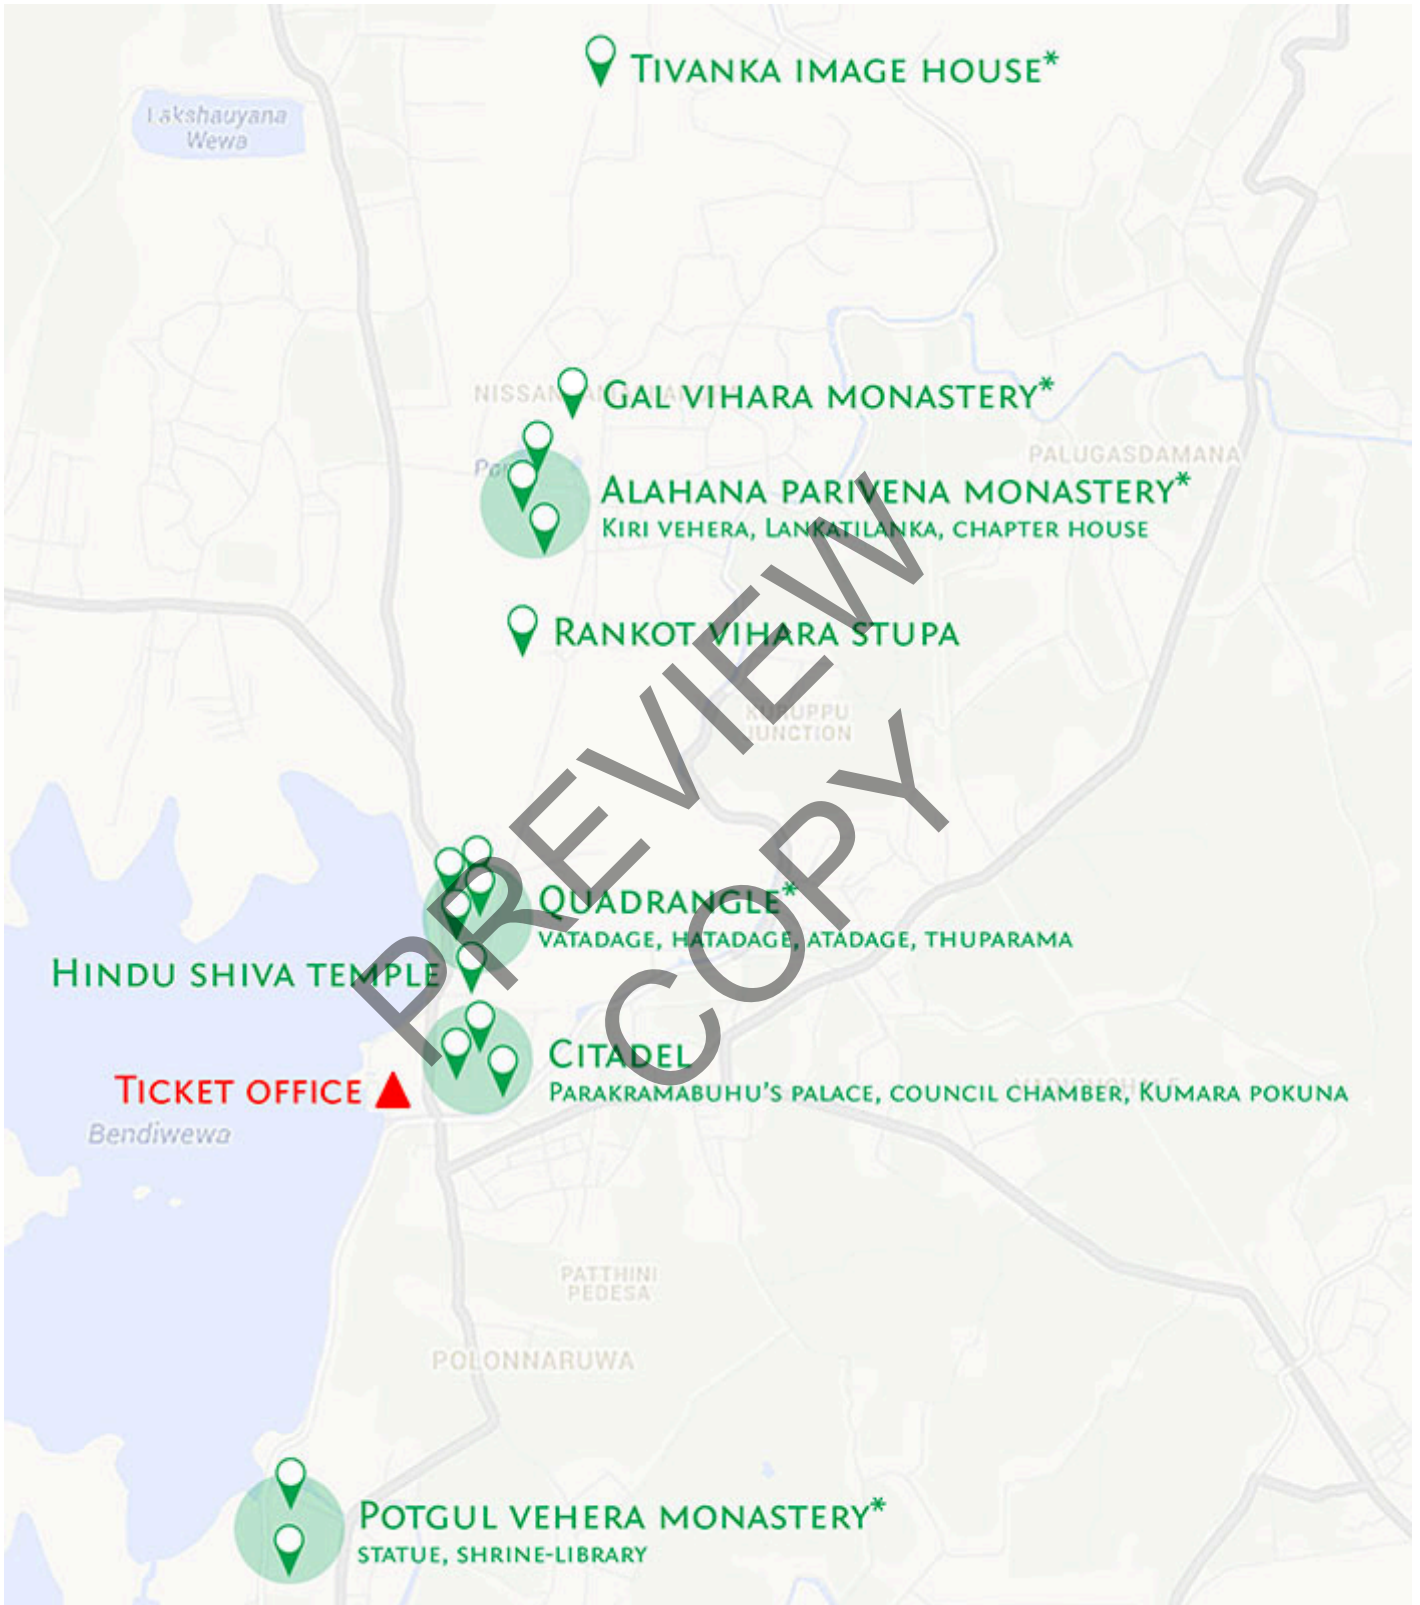 TIVANKA IMAGE HOUSE*
Lakshauyana
Wewa
GAL VIHARA MONASTERY*
PALUGASDAMANA
ALAHANA PARIVENA MONASTERY*
KIRI VEHERA, LANKATILANKA, CHAPTER HOUSE
RANKOT VIHARA STUPA
KURUPPU
JUNCTION
PREVIEW
COPY
QUADRANGLE*
VATADAGE, HATADAGE, ATADAGE, THUPARAMA
HINDU SHIVA TEMPLE
CITADEL
PARAKRAMABUHU'S PALACE, COUNCIL CHAMBER, KUMARA POKUNA
TICKET OFFICE
Bendiwewa
PATTHINI
PEDESA
POLONNARUWA
POTGUL VEHERA MONASTERY*
STATUE, SHRINE-LIBRARY